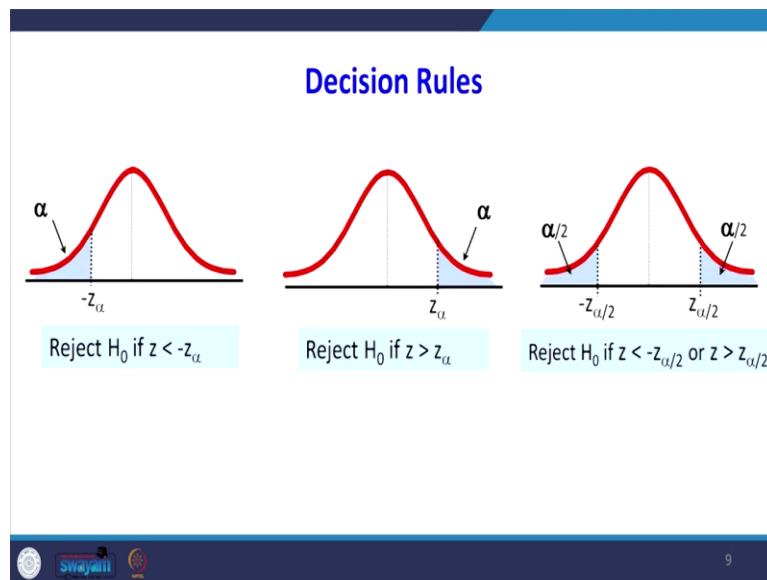 Decision Rules
α
-zα
Reject H0 if z < -zα
α
zα
Reject H0 if z > zα
α/2
α/2
-zα/2
zα/2
Reject H0 if z < -zα/2 or z > zα/2
swayam
9